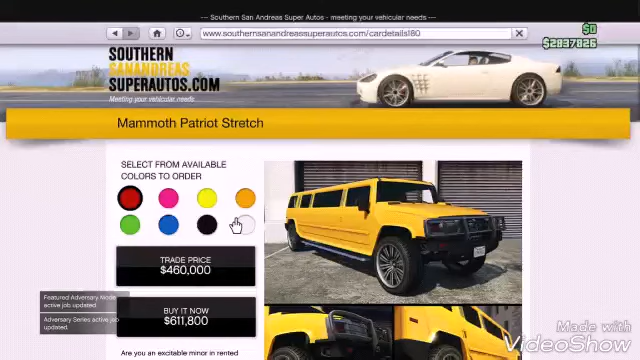 --- Southern San Andreas Super Autos - meeting your vehicular needs ---
www.southernsanandreassuperautos.com/cardetails180
$0
$2837826
SOUTHERN
SANANDREAS
SUPERAUTOS.COM
Meeting your vehicular needs
Mammoth Patriot Stretch
SELECT FROM AVAILABLE
COLORS TO ORDER
TRADE PRICE
$460,000
Featured Adversary Mode
active job updated.
BUY IT NOW
$611,800
Adversary Series active job
updated.
Are you an excitable minor in rented
Made with
VideoShow